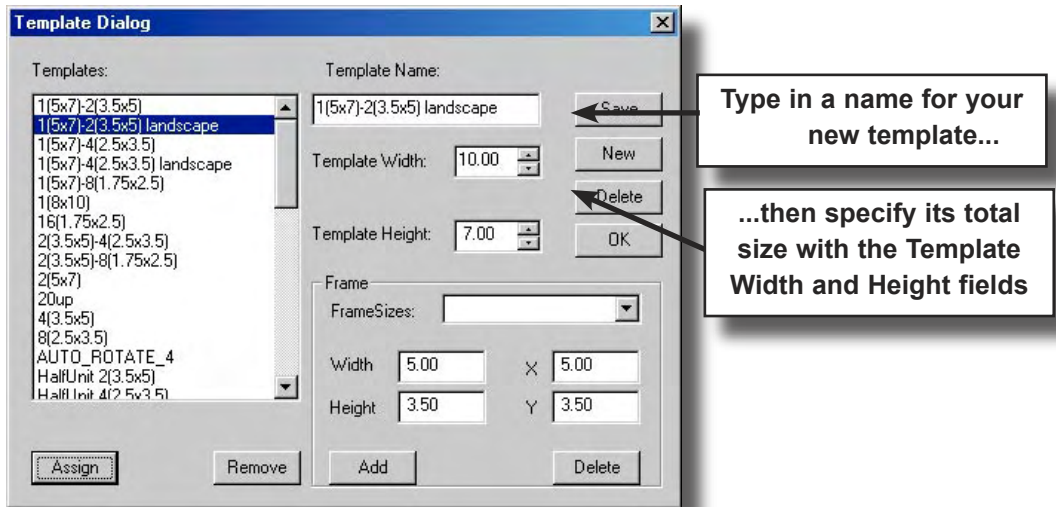 Template Dialog
Templates:
1(5x7)-2(3.5x5)
1(5x7)-2(3.5x5) landscape
1(5x7)-4(2.5x3.5)
1(5x7)-4(2.5x3.5) landscape
1(5x7)-8(1.75x2.5)
1(8x10)
16(1.75x2.5)
2(3.5x5)-4(2.5x3.5)
2(3.5x5)-8(1.75x2.5)
2(5x7)
20up
4(3.5x5)
8(2.5x3.5)
AUTO_ROTATE_4
HalfUnit 2(3.5x5)
HalfUnit 4(2.5x3.5)
Assign
Remove
Template Name:
1(5x7)-2(3.5x5) landscape
Save
Template Width: 10.00
New
Delete
Template Height: 7.00
OK
Frame
FrameSizes:
Width 5.00 X 5.00
Height 3.50 Y 3.50
Add
Delete
Type in a name for your
new template...
...then specify its total
size with the Template
Width and Height fields